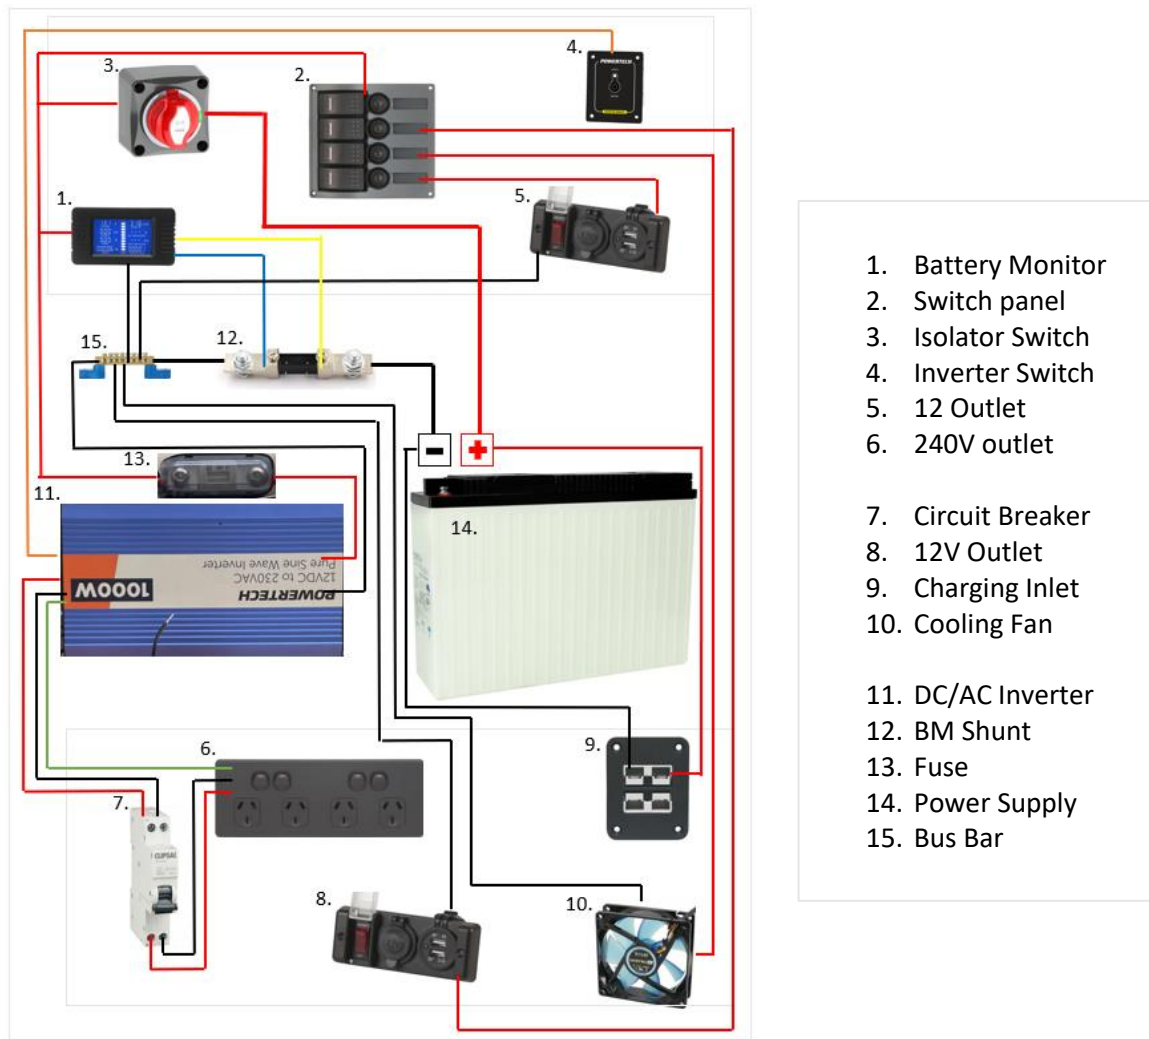 4.
POWERTECH
3.
2.
5.
1.
12.
15.
-
+
13.
11.
14.
Pure Sine Wave Inverter
12VDC to 230VAC
POWERTECH
1000W
9.
6.
7.
CLIPSAL
8.
10.
1. Battery Monitor
2. Switch panel
3. Isolator Switch
4. Inverter Switch
5. 12 Outlet
6. 240V outlet
7. Circuit Breaker
8. 12V Outlet
9. Charging Inlet
10. Cooling Fan
11. DC/AC Inverter
12. BM Shunt
13. Fuse
14. Power Supply
15. Bus Bar